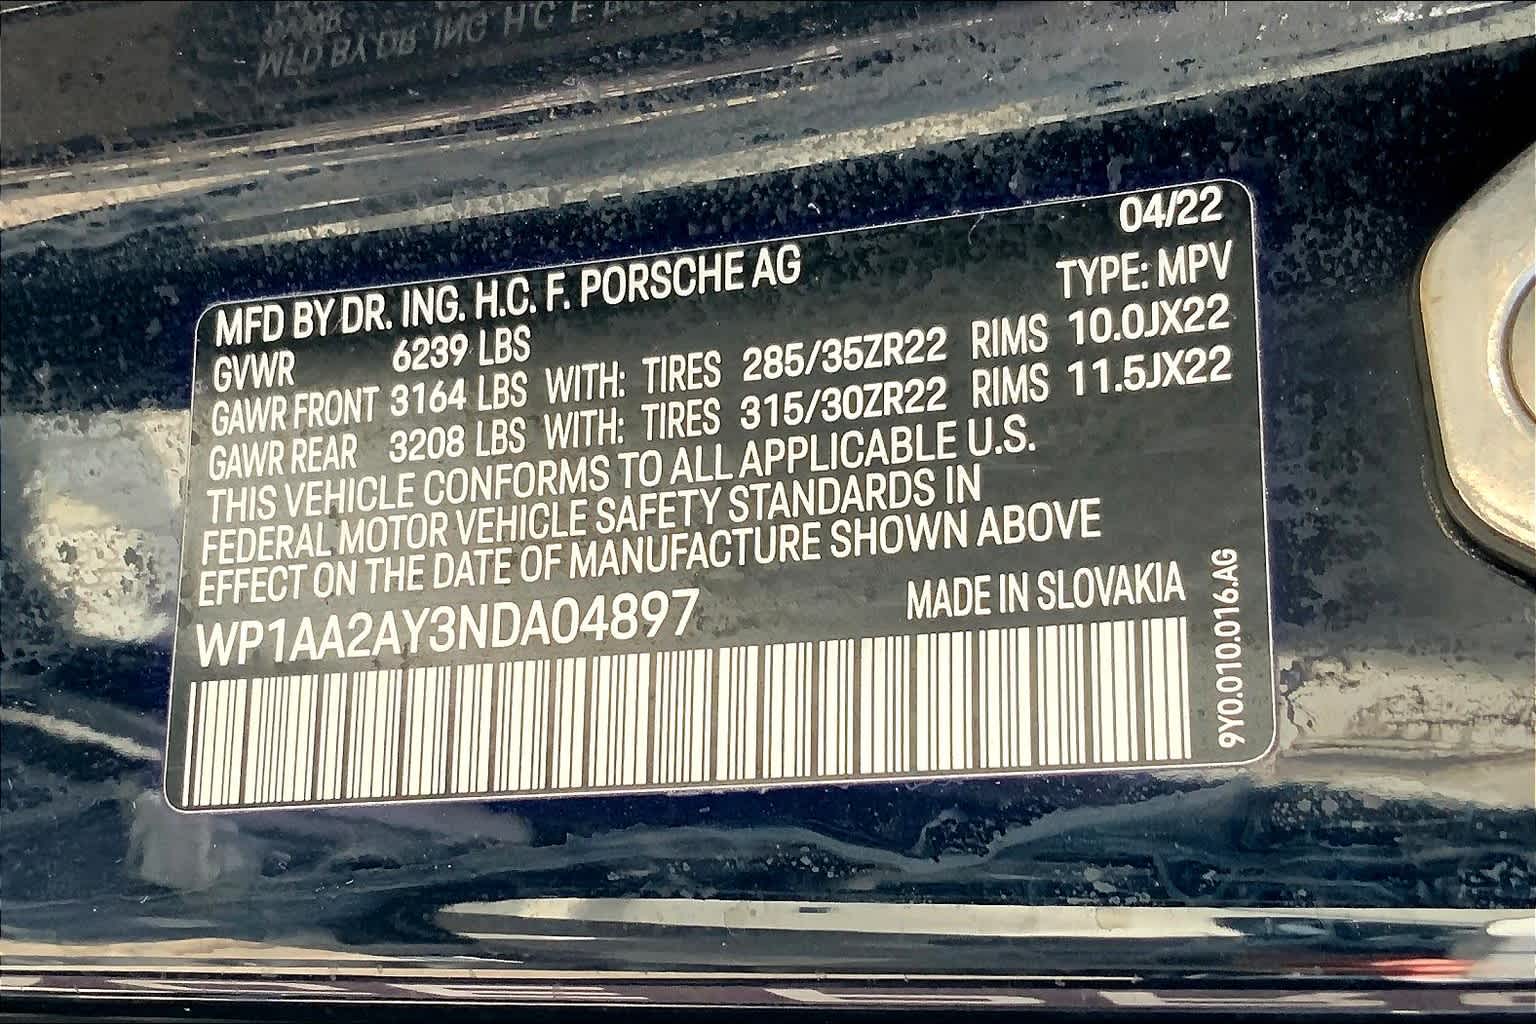 04/22
MFD BY DR. ING. H.C. F. PORSCHE AG
TYPE: MPV
GVWR 6239 LBS
GAWR FRONT 3164 LBS WITH: TIRES 285/35ZR22 RIMS 10.0JX22
GAWR REAR 3208 LBS WITH: TIRES 315/30ZR22 RIMS 11.5JX22
THIS VEHICLE CONFORMS TO ALL APPLICABLE U.S.
FEDERAL MOTOR VEHICLE SAFETY STANDARDS IN
EFFECT ON THE DATE OF MANUFACTURE SHOWN ABOVE
MADE IN SLOVAKIA
WP1AA2AY3NDA04897
9Y0.010.016.AG